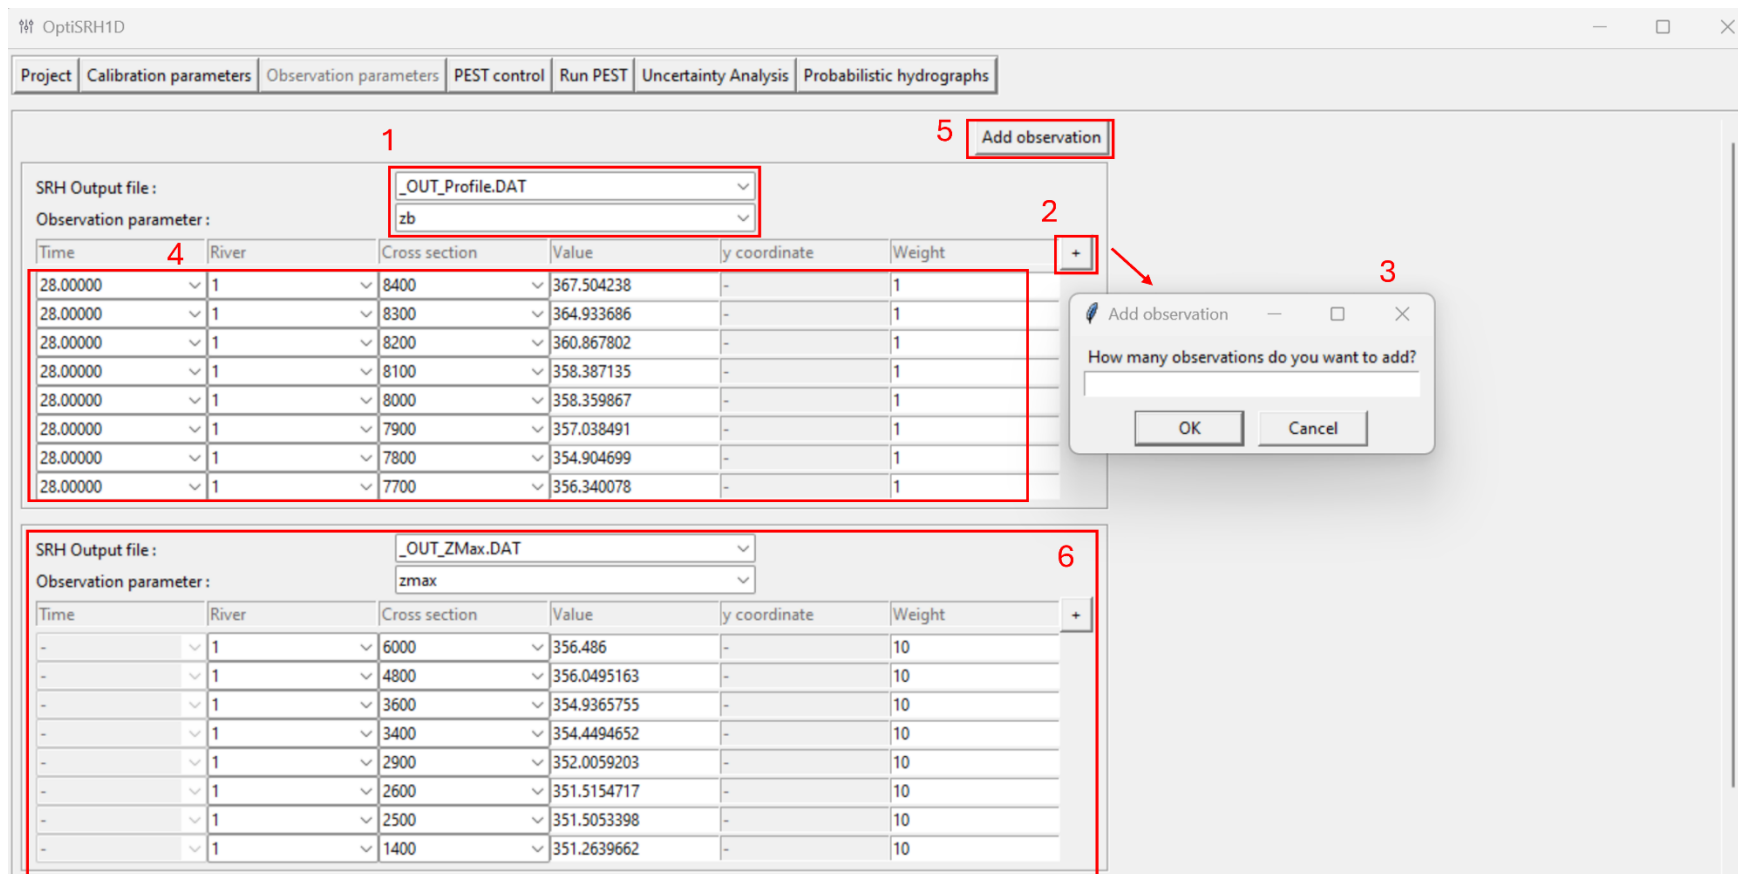 OptiSRH1D
Project Calibration parameters Observation parameters PEST control Run PEST Uncertainty Analysis Probabilistic hydrographs
1
5 Add observation
SRH Output file : _OUT_Profile.DAT
Observation parameter : zb
2
Time 4 River Cross section Value y coordinate Weight +
3
28.00000 1 8400 367.504238 - 1
28.00000 1 8300 364.933686 - 1
28.00000 1 8200 360.867802 - 1
28.00000 1 8100 358.387135 - 1
28.00000 1 8000 358.359867 - 1
28.00000 1 7900 357.038491 - 1
28.00000 1 7800 354.904699 - 1
28.00000 1 7700 356.340078 - 1
Add observation
How many observations do you want to add?
OK Cancel
SRH Output file : _OUT_ZMax.DAT
6
Observation parameter : zmax
Time River Cross section Value y coordinate Weight +
- 1 6000 356.486 - 10
- 1 4800 356.0495163 - 10
- 1 3600 354.9365755 - 10
- 1 3400 354.4494652 - 10
- 1 2900 352.0059203 - 10
- 1 2600 351.5154717 - 10
- 1 2500 351.5053398 - 10
- 1 1400 351.2639662 - 10